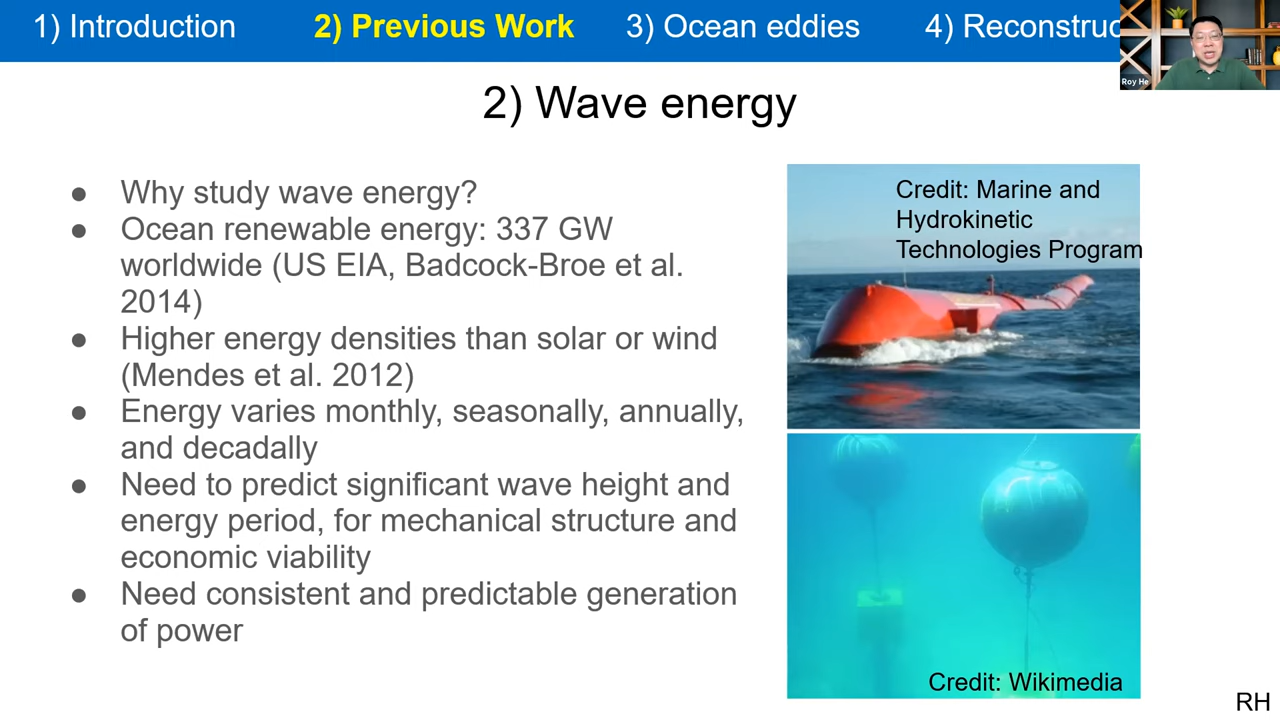 1) Introduction 2) Previous Work 3) Ocean eddies 4) Reconstruc
Roy He
2) Wave energy
● Why study wave energy?
● Ocean renewable energy: 337 GW
worldwide (US EIA, Badcock-Broe et al.
2014)
● Higher energy densities than solar or wind
(Mendes et al. 2012)
● Energy varies monthly, seasonally, annually,
and decadally
● Need to predict significant wave height and
energy period, for mechanical structure and
economic viability
● Need consistent and predictable generation
of power
Credit: Marine and
Hydrokinetic
Technologies Program
Credit: Wikimedia
RH